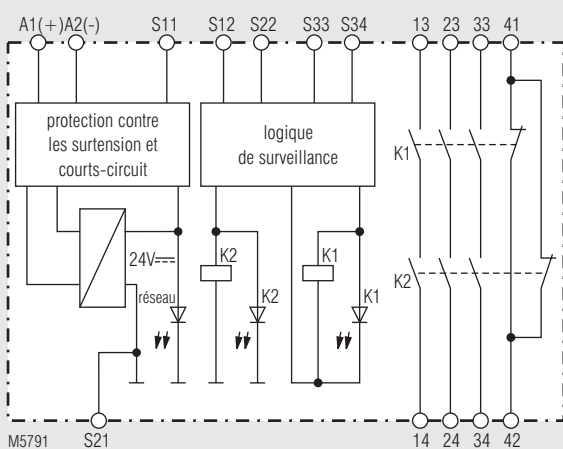 A1(+) A2(-) S11 S12 S22 S33 S34 13 23 33 41
protection contre
les surtension et
courts-circuit
logique
de surveillance
K1
24V
K2
K1
K2
réseau
K2
K1
M5791 S21 14 24 34 42